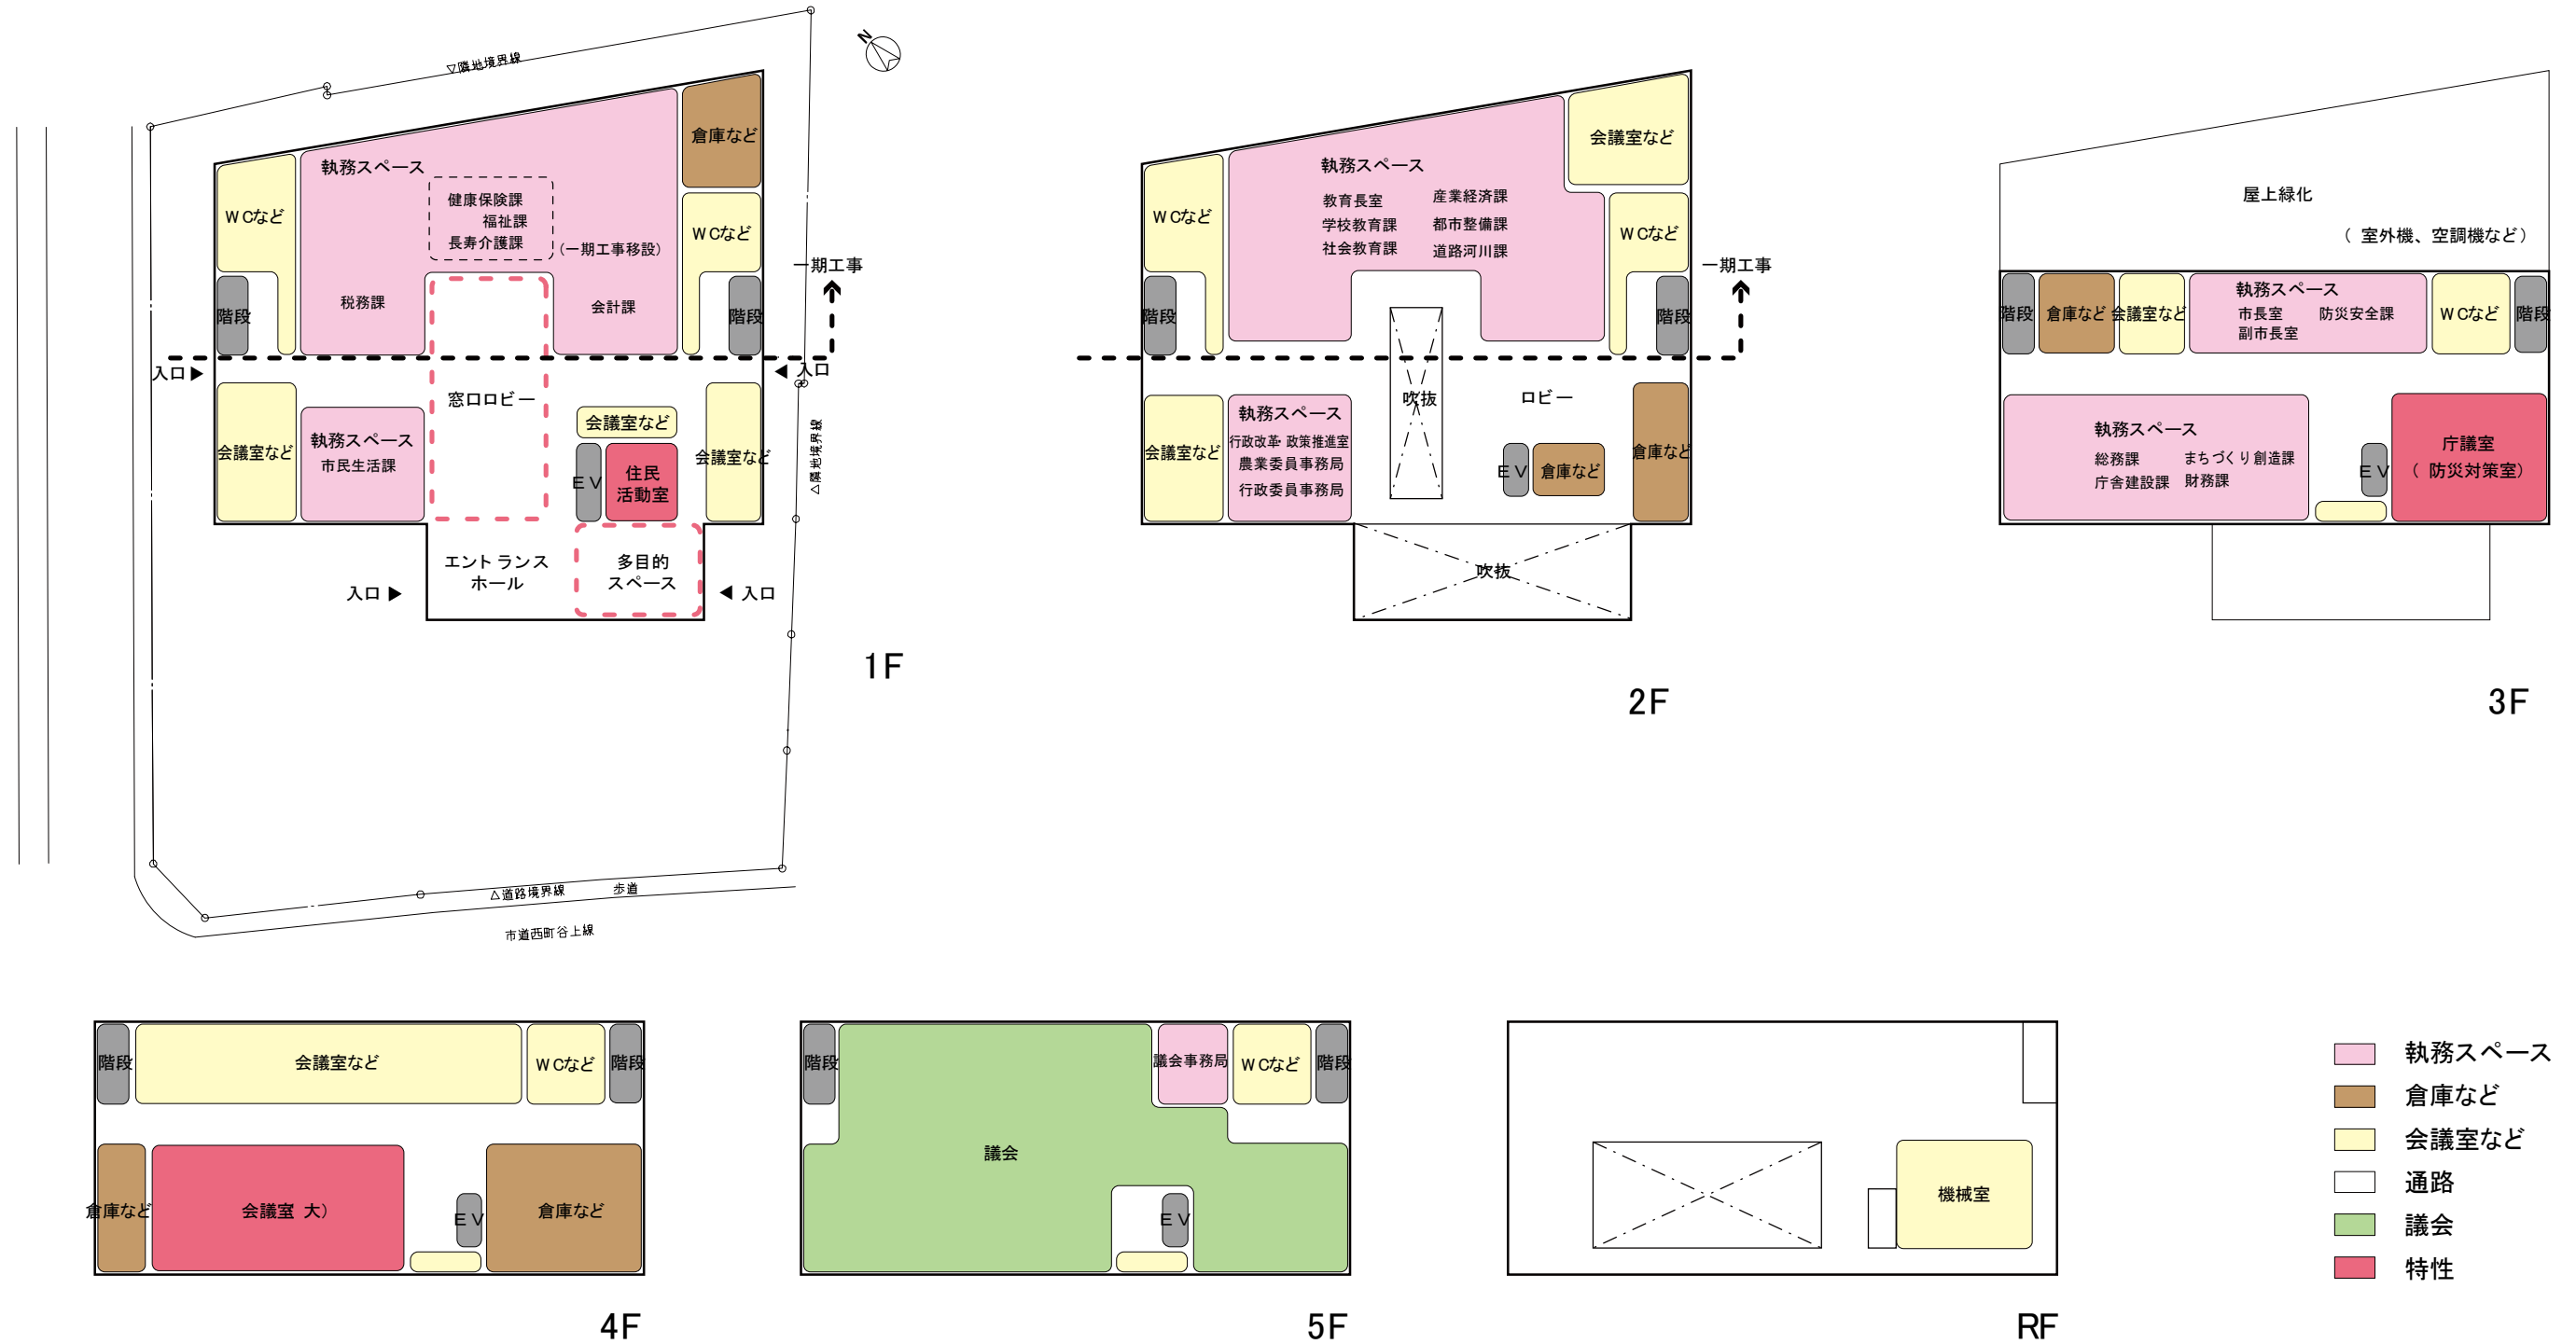 ▽隣地境界線
N
執務スペース
倉庫など
健康保険課
福祉課
長寿介護課
WCなど
WCなど
(一期工事移設)
一期工事
税務課
会計課
階段
階段
入口
入口
窓口ロビー
会議室など
執務スペース
市民生活課
会議室など
会議室など
EV
住民
活動室
△隣地境界線
エントランス
ホール
多目的
スペース
入口
入口
1F
△道路境界線
歩道
市道西町谷上線
会議室など
執務スペース
教育長室
産業経済課
学校教育課
都市整備課
社会教育課
道路河川課
WCなど
WCなど
一期工事
階段
階段
吹抜
ロビー
会議室など
執務スペース
行政改革・政策推進室
農業委員事務局
行政委員事務局
EV
倉庫など
倉庫など
吹抜
2F
屋上緑化
(室外機、空調機など)
階段
倉庫など
会議室など
執務スペース
市長室
防災安全課
副市長室
WCなど
階段
執務スペース
総務課
まちづくり創造課
庁舎建設課
財務課
EV
庁議室
(防災対策室)
3F
階段
会議室など
WCなど
階段
倉庫など
会議室 大)
EV
倉庫など
4F
階段
議会事務局
WCなど
階段
議会
EV
5F
機械室
RF
執務スペース
倉庫など
会議室など
通路
議会
特性